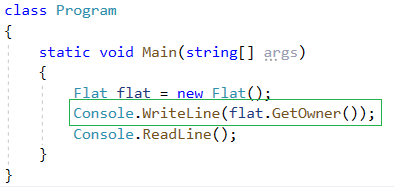 class Program
{
static void Main(string[] args)
{
Flat flat = new Flat();
Console.WriteLine(flat.GetOwner());
Console.ReadLine();
}
}